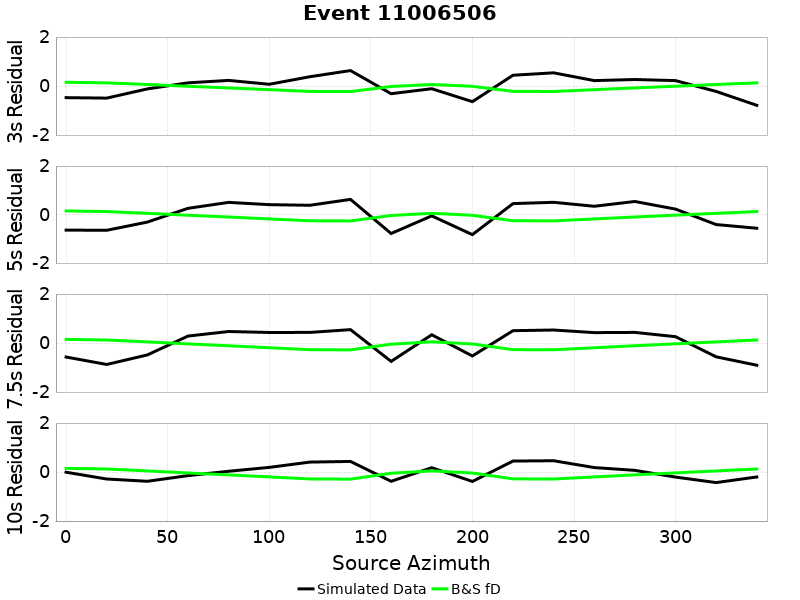 Event 11006506
3s Residual
2
0
-2
5s Residual
2
0
-2
7.5s Residual
2
0
-2
10s Residual
2
0
-2
0 50 100 150 200 250 300
Source Azimuth
Simulated Data B&S fD